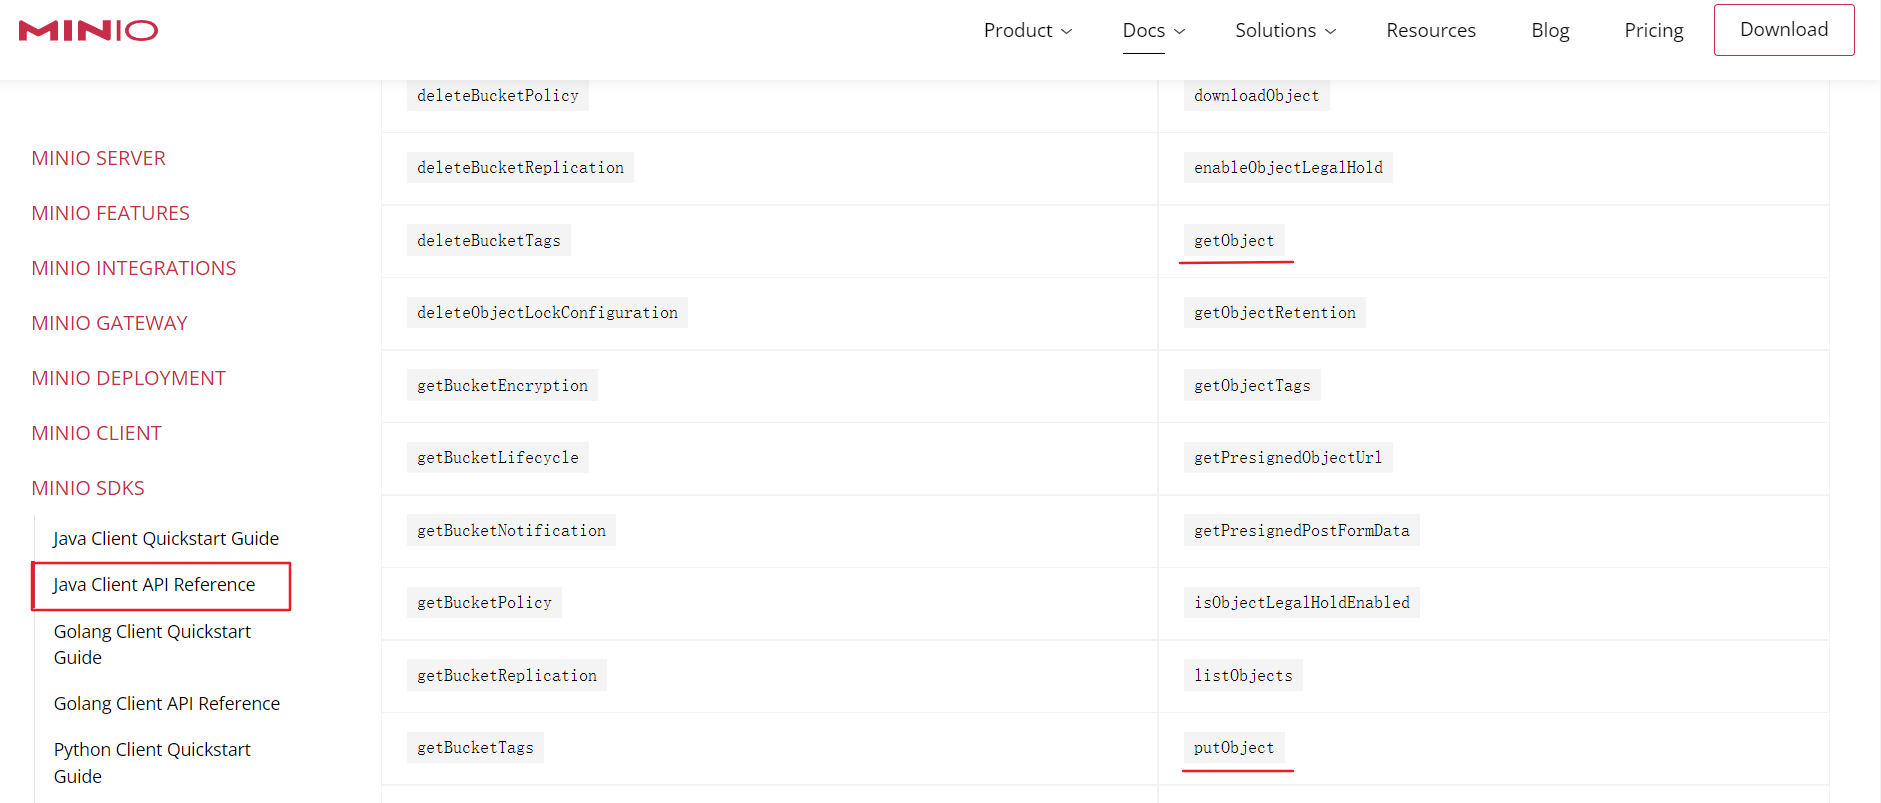 MINIO
Product
Docs
Solutions
Resources
Blog
Pricing
Download
MINIO SERVER
MINIO FEATURES
MINIO INTEGRATIONS
MINIO GATEWAY
MINIO DEPLOYMENT
MINIO CLIENT
MINIO SDKS
Java Client Quickstart Guide
Java Client API Reference
Golang Client Quickstart
Guide
Golang Client API Reference
Python Client Quickstart
Guide
deleteBucketPolicy
downloadObject
deleteBucketReplication
enableObjectLegalHold
deleteBucketTags
getObject
deleteObjectLockConfiguration
getObjectRetention
getBucketEncryption
getObjectTags
getBucketLifecycle
getPresignedObjectUrl
getBucketNotification
getPresignedPostFormData
getBucketPolicy
isObjectLegalHoldEnabled
getBucketReplication
listObjects
getBucketTags
putObject